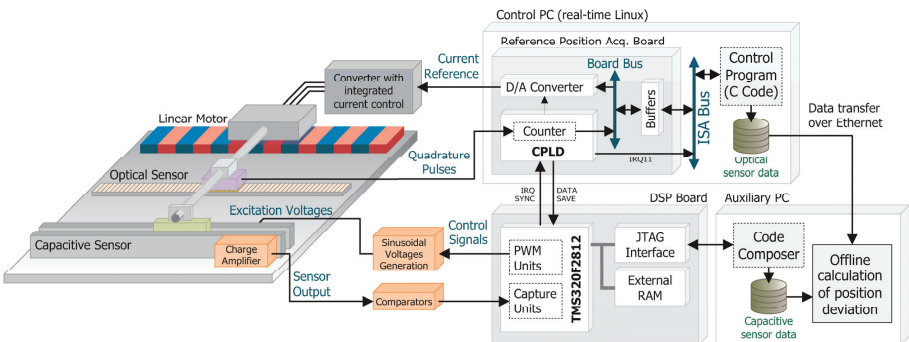 Control PC (real-time Linux)
Reference Position Acq. Board
Current
Reference
Converter with
integrated
current control
Board Bus
D/A Converter
Buffers
ISA Bus
Control
Program
(C Code)
Linear Motor
Counter
CPLD
IRQ11
Data transfer
over Ethernet
Optical
sensor data
Quadrature
Pulses
Optical Sensor
IRQ
SYNC
DATA
SAVE
DSP Board
Auxiliary PC
Excitation Voltages
Capacitive Sensor
Charge
Amplifier
Sinusoidal
Voltages
Generation
Control
Signals
PWM
Units
TMS320F2812
JTAG
Interface
Code
Composer
Offline
calculation
of position
deviation
Sensor
Output
Comparators
Capture
Units
External
RAM
Capacitive
sensor data